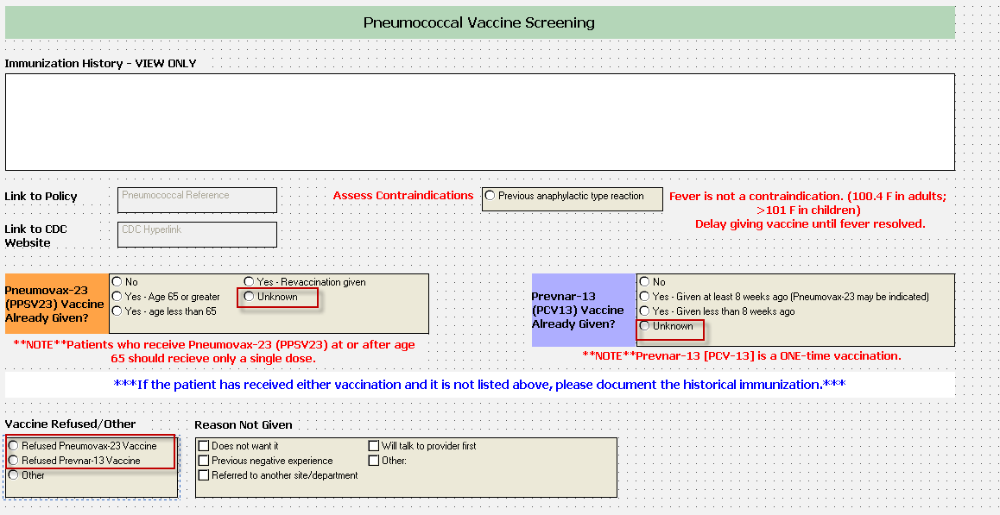 Pneumococcal Vaccine Screening
Immunization History - VIEW ONLY
Link to Policy
Pneumococcal Reference
Assess Contraindications
Previous anaphylactic type reaction
Fever is not a contraindication. (100.4 F in adults;
>101 F in children)
Delay giving vaccine until fever resolved.
Link to CDC
Website
CDC Hyperlink
Pneumovax-23
(PPSV23) Vaccine
Already Given?
No
Yes - Age 65 or greater
Yes - age less than 65
Yes - Revaccination given
Unknown
**NOTE**Patients who receive Pneumovax-23 (PPSV23) at or after age
65 should recieve only a single dose.
Prevnar-13
(PCV13) Vaccine
Already Given?
No
Yes - Given at least 8 weeks ago (Pneumovax-23 may be indicated)
Yes - Given less than 8 weeks ago
Unknown
**NOTE**Prevnar-13 [PCV-13] is a ONE-time vaccination.
***If the patient has received either vaccination and it is not listed above, please document the historical immunization.***
Vaccine Refused/Other
Refused Pneumovax-23 Vaccine
Refused Prevnar-13 Vaccine
Other
Reason Not Given
Does not want it
Previous negative experience
Referred to another site/department
Will talk to provider first
Other: